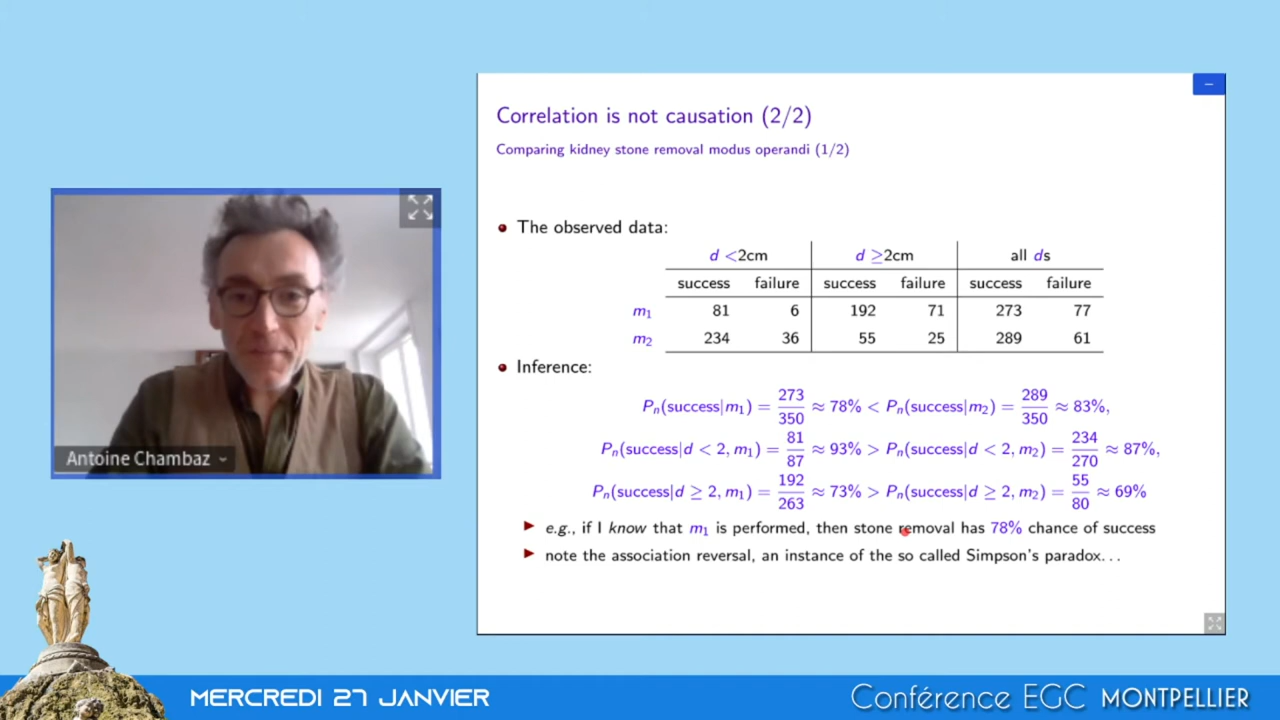 Correlation is not causation (2/2)
Comparing kidney stone removal modus operandi (1/2)
• The observed data:
d <2cm d ≥2cm all ds
success failure success failure success failure
m₁ 81 6 192 71 273 77
m₂ 234 36 55 25 289 61
• Inference:
Pₙ(success|m₁) = 273/350 ≈ 78% < Pₙ(success|m₂) = 289/350 ≈ 83%,
Pₙ(success|d < 2, m₁) = 81/87 ≈ 93% > Pₙ(success|d < 2, m₂) = 234/270 ≈ 87%,
Pₙ(success|d ≥ 2, m₁) = 192/263 ≈ 73% > Pₙ(success|d ≥ 2, m₂) = 55/80 ≈ 69%
▶ e.g., if I know that m₁ is performed, then stone removal has 78% chance of success
▶ note the association reversal, an instance of the so called Simpson's paradox...
Antoine Chambaz
MERCREDI 27 JANVIER
Conférence EGC MONTPELLIER